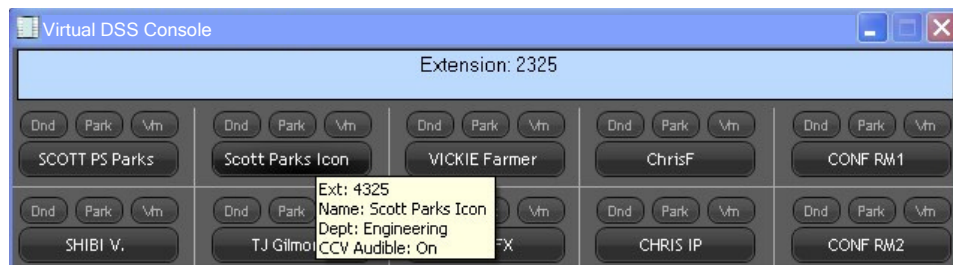 Virtual DSS Console
Extension: 2325
Dnd Park Vm Dnd Park Vm Dnd Park Vm Dnd Park Vm Dnd Park Vm
SCOTT PS Parks Scott Parks Icon VICKIE Farmer ChrisF CONF RM1
Ext: 4325
Name: Scott Parks Icon
Dept: Engineering
CCV Audible: On
Dnd Park Vm Dnd Park Vm Dnd Park Vm Dnd Park Vm
SHIBI V. TJ CHRIS IP CONF RM2